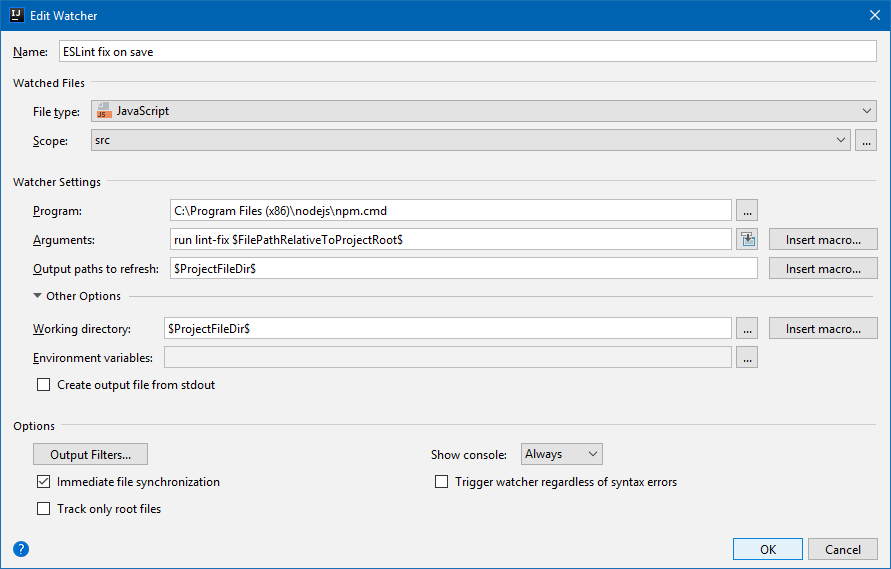 IJ Edit Watcher
Name: ESLint fix on save
Watched Files
File type: JS JavaScript
Scope: src ...
Watcher Settings
Program: C:\Program Files (x86)\nodejs\npm.cmd ...
Arguments: run lint-fix $FilePathRelativeToProjectRoot$ Insert macro...
Output paths to refresh: $ProjectFileDir$ Insert macro...
Other Options
Working directory: $ProjectFileDir$ ... Insert macro...
Environment variables: ...
Create output file from stdout
Options
Output Filters... Show console: Always
Immediate file synchronization Trigger watcher regardless of syntax errors
Track only root files
? OK Cancel